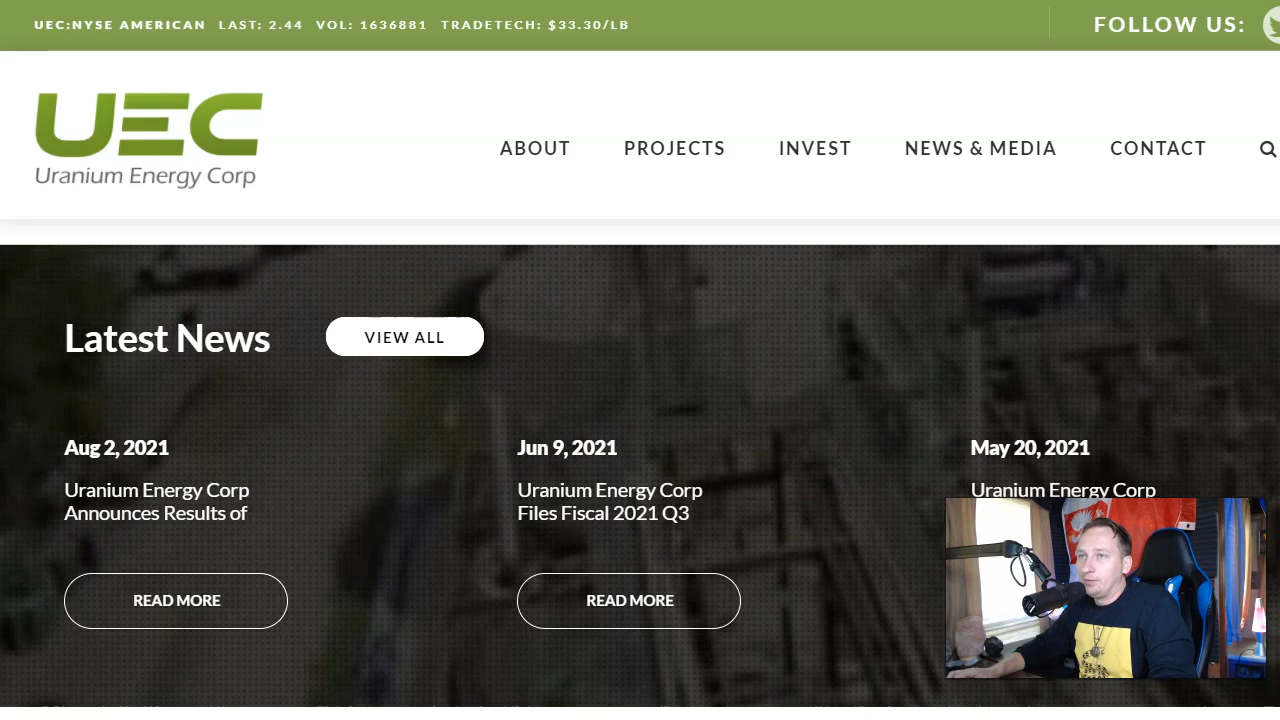 UEC:NYSE AMERICAN LAST: 2.44 VOL: 1636881 TRADETECH: $33.30/LB
FOLLOW US:
UEC
Uranium Energy Corp
ABOUT PROJECTS INVEST NEWS & MEDIA CONTACT
Latest News
VIEW ALL
Aug 2, 2021
Uranium Energy Corp
Announces Results of
READ MORE
Jun 9, 2021
Uranium Energy Corp
Files Fiscal 2021 Q3
READ MORE
May 20, 2021
Uranium Energy Corp